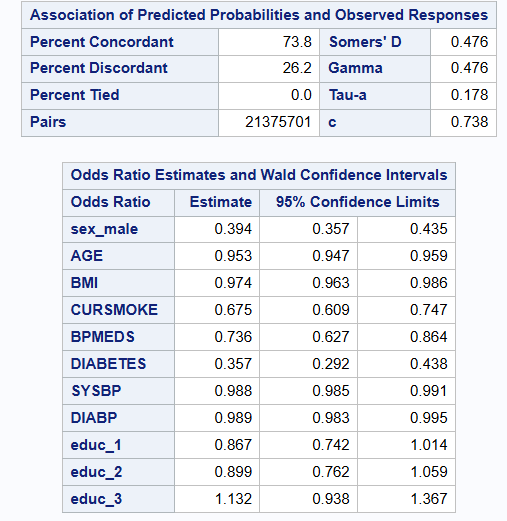 Association of Predicted Probabilities and Observed Responses
Percent Concordant 73.8 Somers' D 0.476
Percent Discordant 26.2 Gamma 0.476
Percent Tied 0.0 Tau-a 0.178
Pairs 21375701 c 0.738
Odds Ratio Estimates and Wald Confidence Intervals
Odds Ratio Estimate 95% Confidence Limits
sex_male 0.394 0.357 0.435
AGE 0.953 0.947 0.959
BMI 0.974 0.963 0.986
CURSMOKE 0.675 0.609 0.747
BPMEDS 0.736 0.627 0.864
DIABETES 0.357 0.292 0.438
SYSBP 0.988 0.985 0.991
DIABP 0.989 0.983 0.995
educ_1 0.867 0.742 1.014
educ_2 0.899 0.762 1.059
educ_3 1.132 0.938 1.367